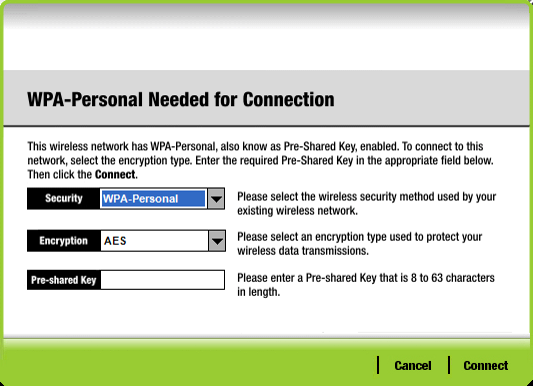 WPA-Personal Needed for Connection
This wireless network has WPA-Personal, also know as Pre-Shared Key, enabled. To connect to this
network, select the encryption type. Enter the required Pre-Shared Key in the appropriate field below.
Then click the Connect.
Security WPA-Personal
Please select the wireless security method used by your
existing wireless network.
Encryption AES
Please select an encryption type used to protect your
wireless data transmissions.
Pre-shared Key
Please enter a Pre-shared Key that is 8 to 63 characters
in length.
Cancel Connect